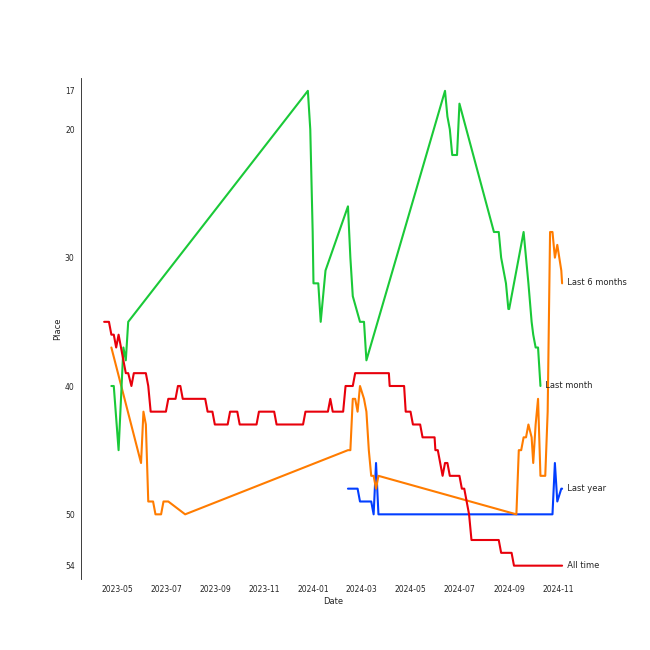 17
20
30
Last 6 months
Place
40
Last month
Last year
50
54
All time
2023-05
2023-07
2023-09
2023-11
2024-01
2024-03
2024-05
2024-07
2024-09
2024-11
Date